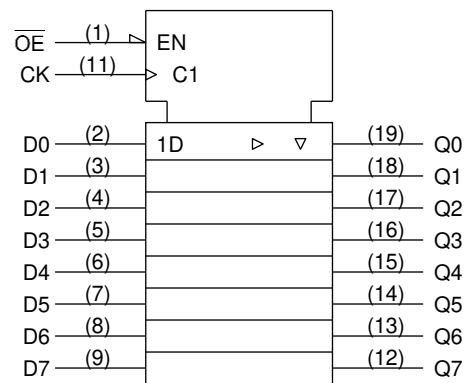 O̅E̅ (1) EN
CK (11) C1
D0 (2) 1D (19) Q0
D1 (3) (18) Q1
D2 (4) (17) Q2
D3 (5) (16) Q3
D4 (6) (15) Q4
D5 (7) (14) Q5
D6 (8) (13) Q6
D7 (9) (12) Q7